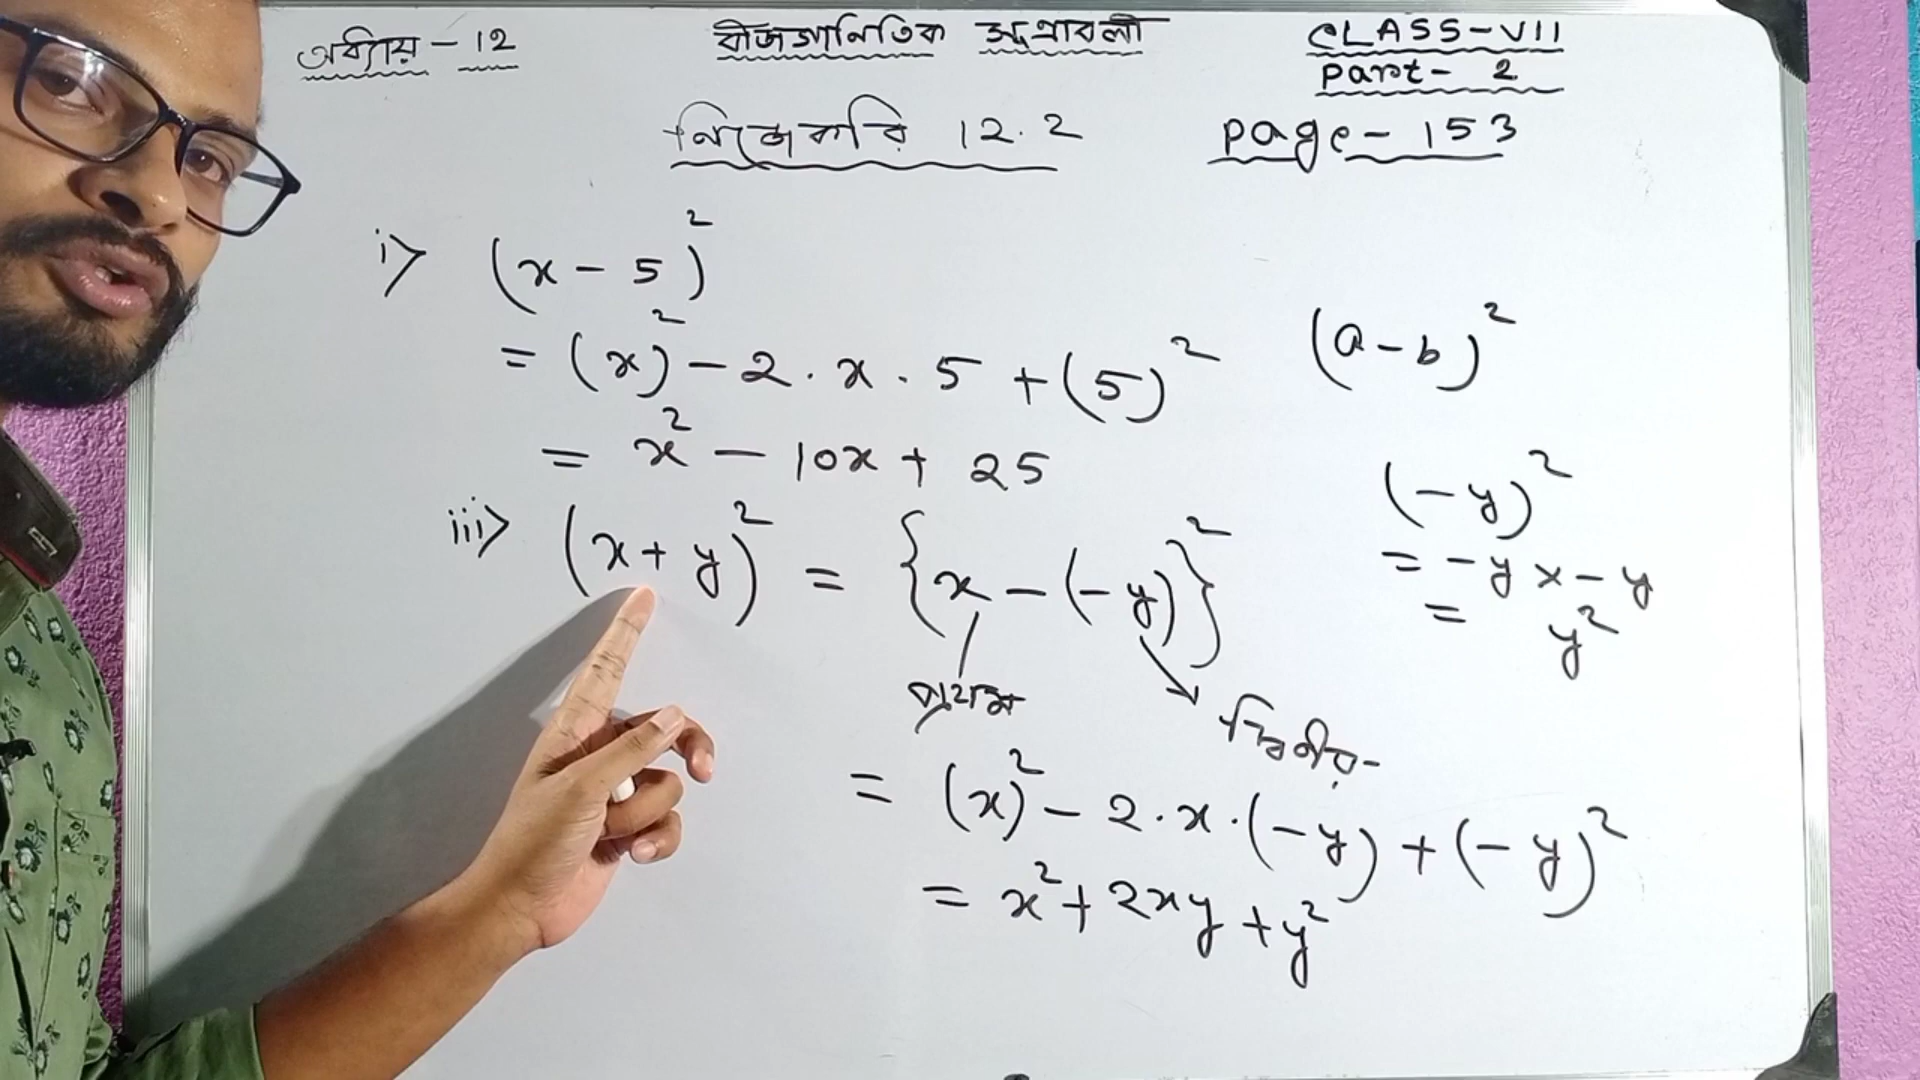 অধ্যায় - 12
বীজগানিতিক সূত্রাবলী
CLASS-VII
Part- 2
নিজেকরি 12.2
Page- 153
i> (x - 5)²
= (x)² - 2 . x . 5 + (5)²
= x² - 10x + 25
(a-b)²
iii> (x + y)² = {x - (-y)}²
প্রথম
দ্বিতীয়
= (x)² - 2.x.(-y) + (-y)²
= x² + 2xy + y²
(-y)²
= -y x -y
= y²